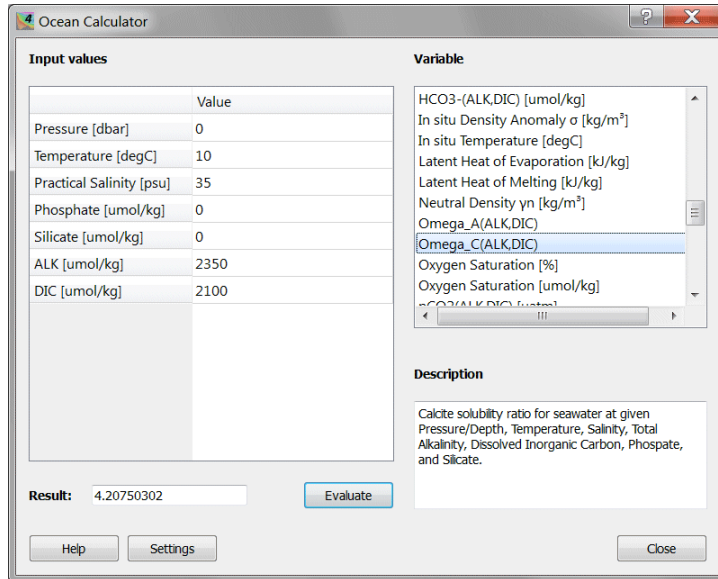 4 Ocean Calculator
Input values
Value
Pressure [dbar] 0
Temperature [degC] 10
Practical Salinity [psu] 35
Phosphate [umol/kg] 0
Silicate [umol/kg] 0
ALK [umol/kg] 2350
DIC [umol/kg] 2100
Result: 4.20750302 Evaluate
Help Settings
Variable
HCO3-(ALK,DIC) [umol/kg]
In situ Density Anomaly σ [kg/m³]
In situ Temperature [degC]
Latent Heat of Evaporation [kJ/kg]
Latent Heat of Melting [kJ/kg]
Neutral Density γn [kg/m³]
Omega_A(ALK,DIC)
Omega_C(ALK,DIC)
Oxygen Saturation [%]
Oxygen Saturation [umol/kg]
pCO2(ALK,DIC) [uatm]
Description
Calcite solubility ratio for seawater at given
Pressure/Depth, Temperature, Salinity, Total
Alkalinity, Dissolved Inorganic Carbon, Phospate,
and Silicate.
Close